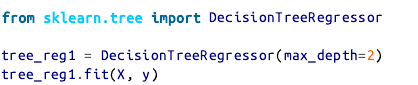 from sklearn.tree import DecisionTreeRegressor
tree_reg1 = DecisionTreeRegressor(max_depth=2)
tree_reg1.fit(X, y)